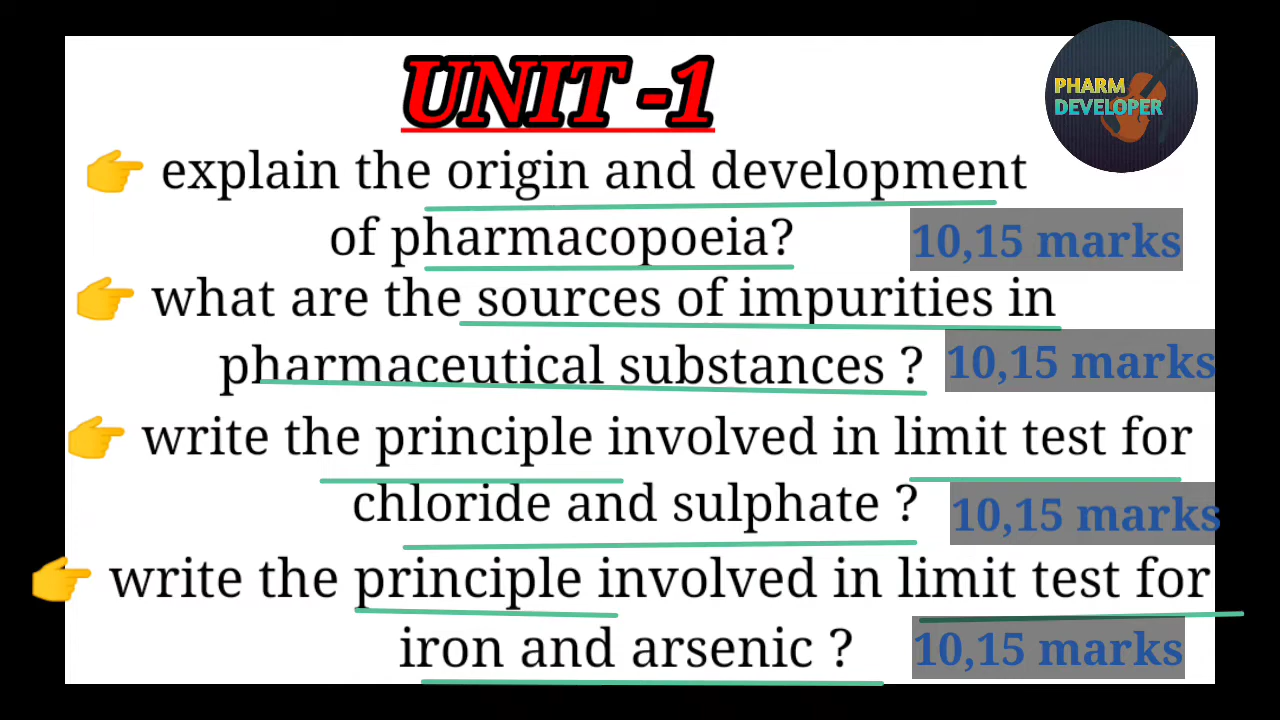 UNIT -1
PHARM
DEVELOPER
👉 explain the origin and development
of pharmacopoeia? 10,15 marks
👉 what are the sources of impurities in
pharmaceutical substances ? 10,15 marks
👉 write the principle involved in limit test for
chloride and sulphate ? 10,15 marks
👉 write the principle involved in limit test for
iron and arsenic ? 10,15 marks